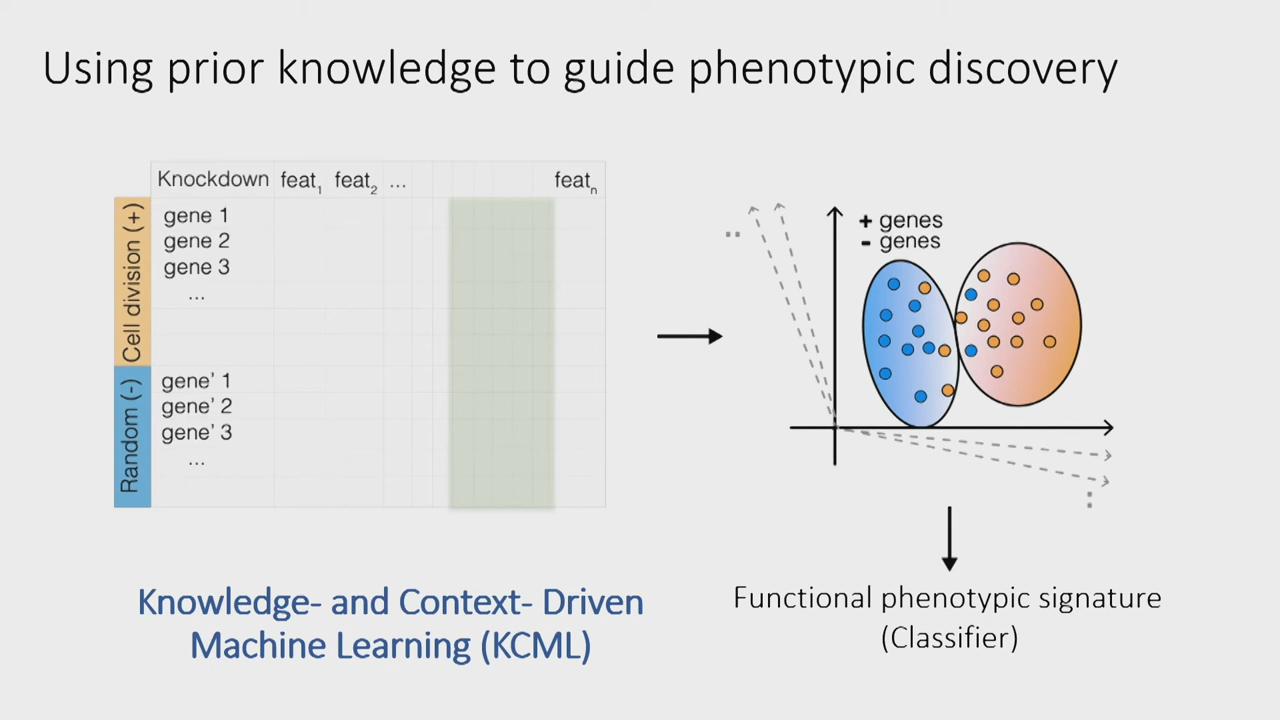 Using prior knowledge to guide phenotypic discovery
Knockdown feat1 feat2 ... featn
Cell division (+)
gene 1
gene 2
gene 3
...
Random (-)
gene' 1
gene' 2
gene' 3
...
+ genes
- genes
..
:
Knowledge- and Context- Driven
Machine Learning (KCML)
Functional phenotypic signature
(Classifier)